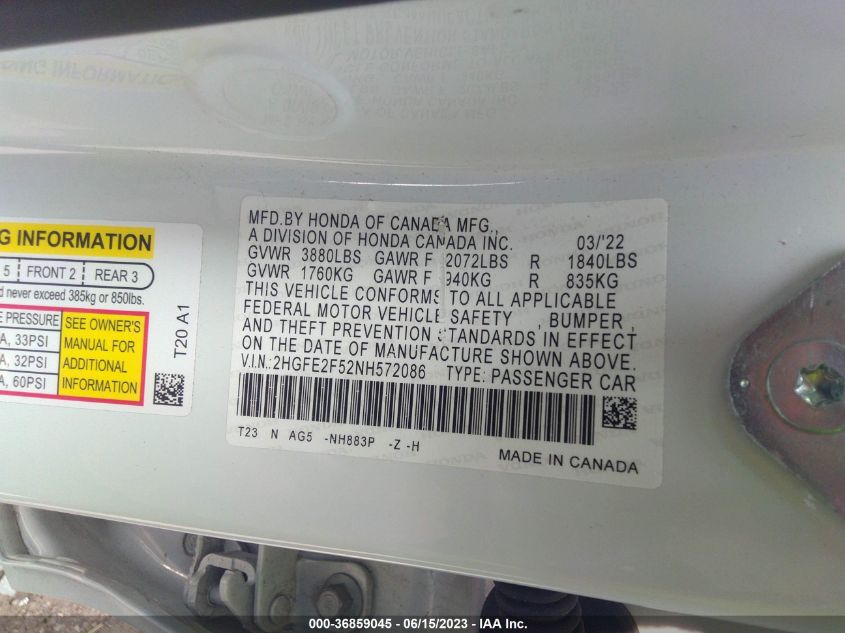 MFD.BY HONDA OF CANADA MFG.,
A DIVISION OF HONDA CANADA INC. 03/'22
GVWR 3880LBS GAWR F 2072LBS R 1840LBS
GVWR 1760KG GAWR F 940KG R 835KG
THIS VEHICLE CONFORMS TO ALL APPLICABLE
FEDERAL MOTOR VEHICLE SAFETY , BUMPER ,
AND THEFT PREVENTION STANDARDS IN EFFECT
ON THE DATE OF MANUFACTURE SHOWN ABOVE.
V.I.N.:2HGFE2F52NH572086 TYPE: PASSENGER CAR
T23 N AG5 -NH883P -Z -H
MADE IN CANADA
G INFORMATION
5 FRONT 2 REAR 3
d never exceed 385kg or 850lbs.
E PRESSURE
A, 33PSI
A, 32PSI
A, 60PSI
SEE OWNER'S
MANUAL FOR
ADDITIONAL
INFORMATION
T20 A1
000-36859045 - 06/15/2023 - IAA Inc.